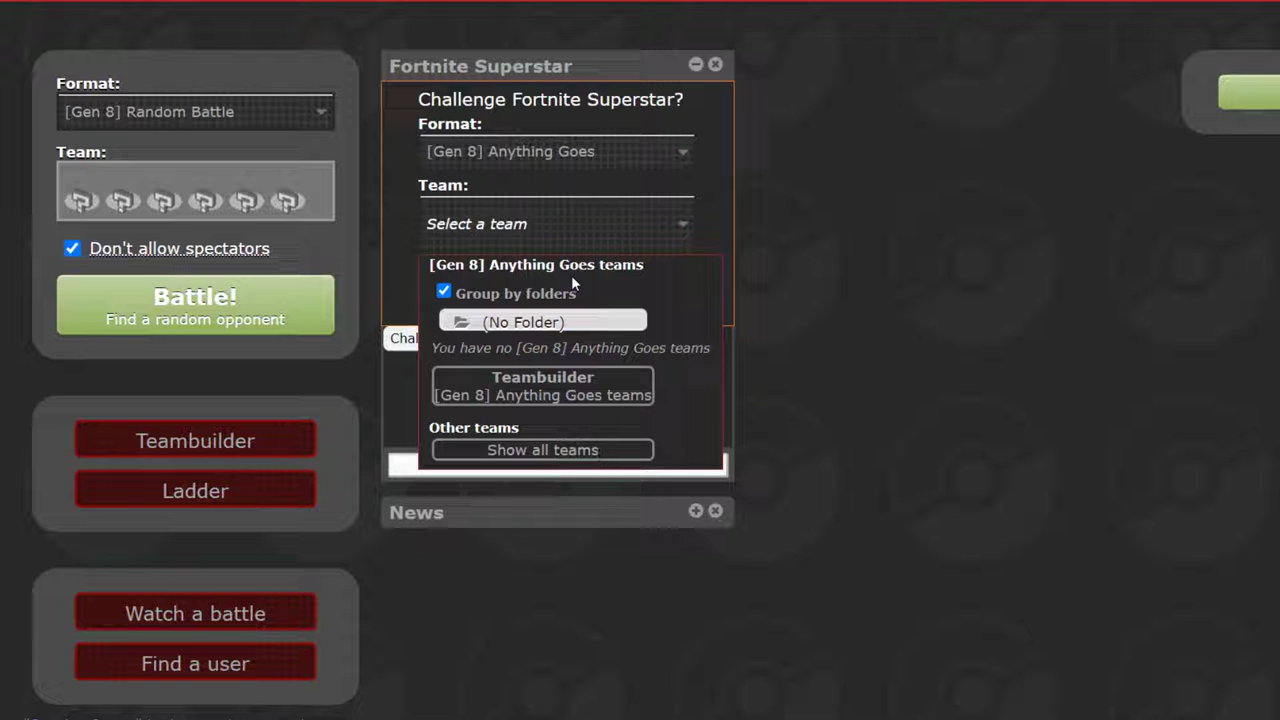 Format:
[Gen 8] Random Battle
Team:
Don't allow spectators
Battle!
Find a random opponent
Teambuilder
Ladder
Watch a battle
Find a user
Fortnite Superstar
Challenge Fortnite Superstar?
Format:
[Gen 8] Anything Goes
Team:
Select a team
[Gen 8] Anything Goes teams
Group by folders
(No Folder)
Chal
You have no [Gen 8] Anything Goes teams
Teambuilder
[Gen 8] Anything Goes teams
Other teams
Show all teams
News